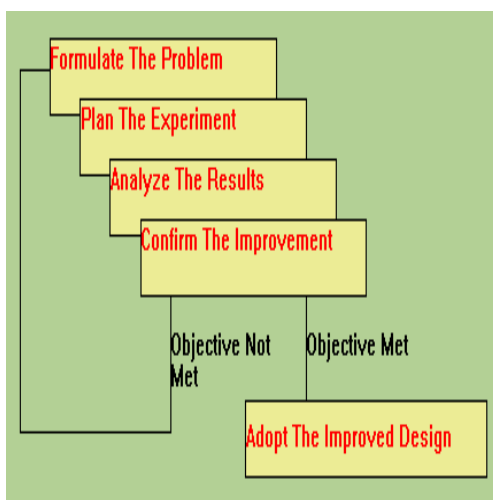 Formulate The Problem
Plan The Experiment
Analyze The Results
Confirm The Improvement
Objective Not
Met
Objective Met
Adopt The Improved Design